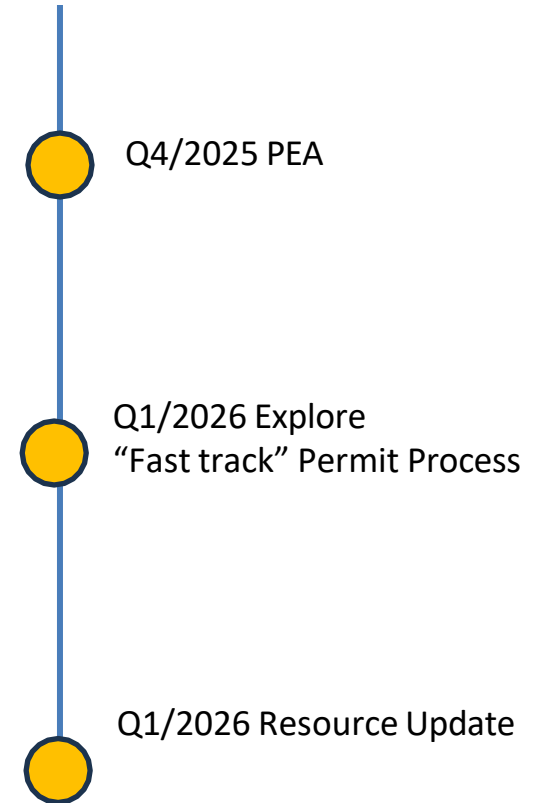 Q4/2025 PEA
Q1/2026 Explore
“Fast track” Permit Process
Q1/2026 Resource Update